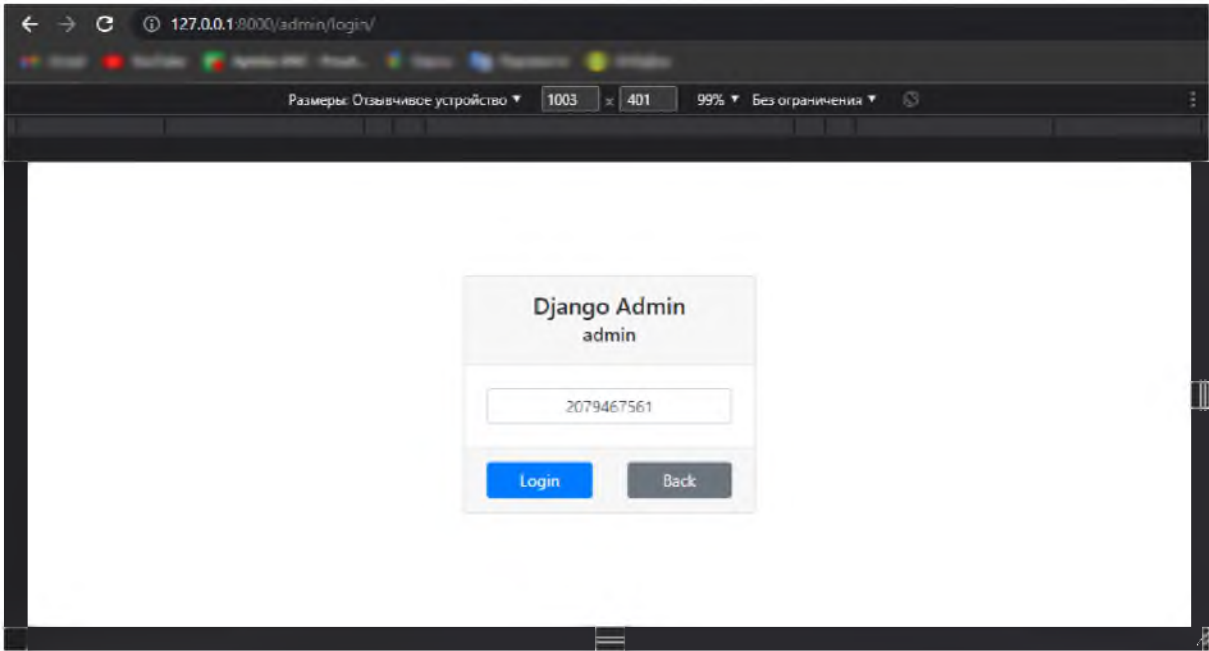 127.0.0.1:8000/admin/login/
Размеры: Отзывчивое устройство ▼ 1003 × 401 99% ▼ Без ограничения ▼
Django Admin
admin
2079467561
Login Back